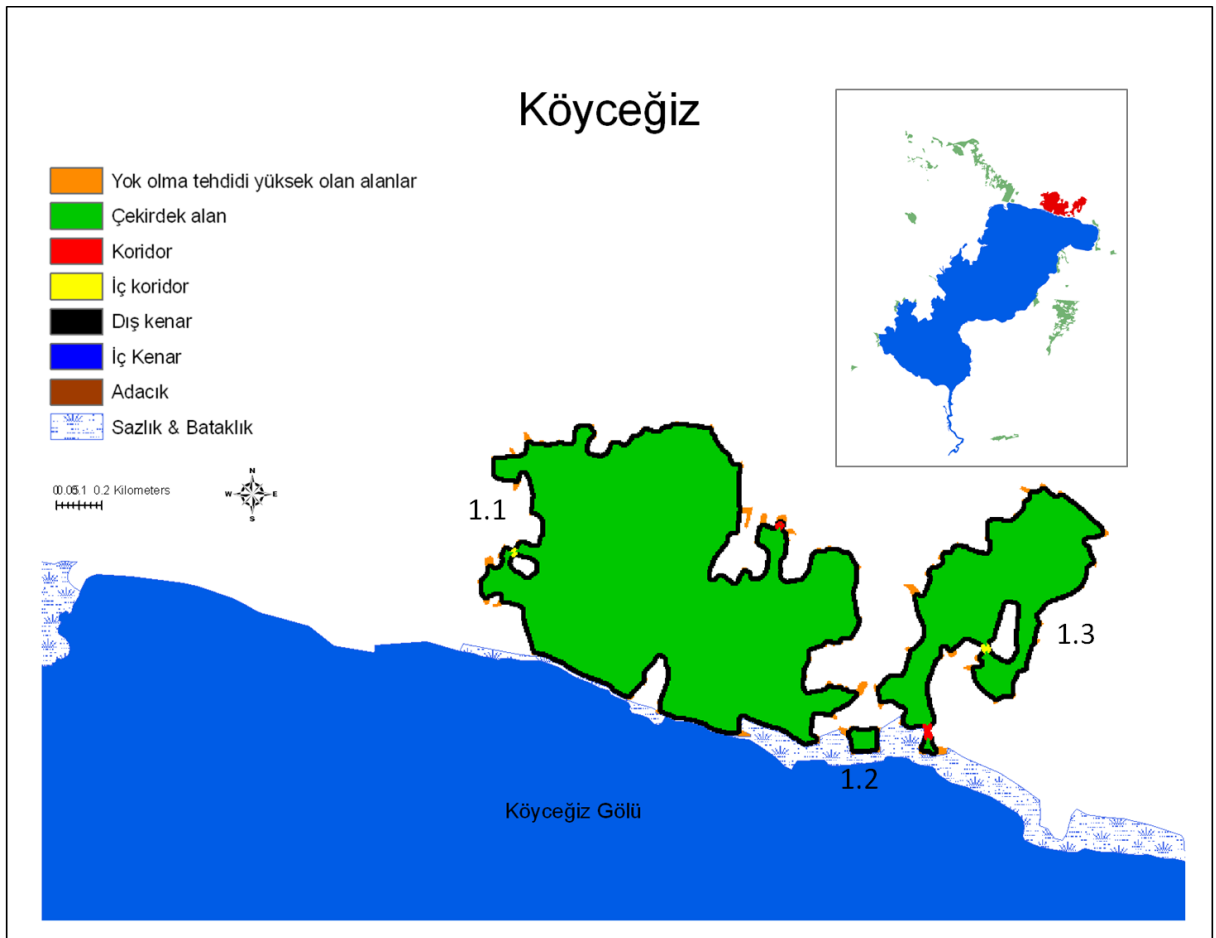 Köyceğiz
Yok olma tehdidi yüksek olan alanlar
Çekirdek alan
Koridor
İç koridor
Dış kenar
İç Kenar
Adacık
Sazlık & Bataklık
0.2 Kilometers
N
W
E
S
1.1
1.3
1.2
Köyceğiz Gölü